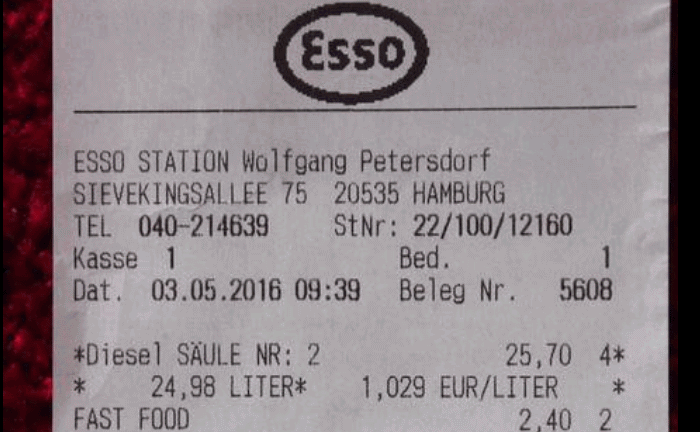 Esso
ESSO STATION Wolfgang Petersdorf
SIEVEKINGSALLEE 75 20535 HAMBURG
TEL 040-214639 StNr: 22/100/12160
Kasse 1 Bed. 1
Dat. 03.05.2016 09:39 Beleg Nr. 5608
*Diesel SÄULE NR: 2 25,70 4*
* 24,98 LITER* 1,029 EUR/LITER *
FAST FOOD 2,40 2